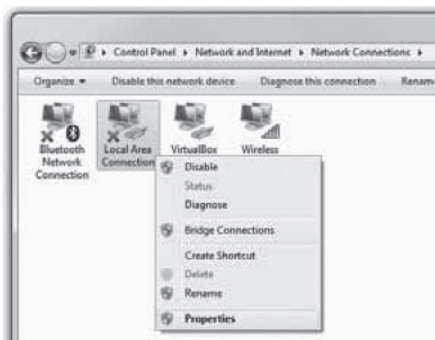 Control Panel ▸ Network and Internet ▸ Network Connections ▸
Organize ▾ Disable this network device Diagnose this connection Rename
Bluetooth
Network
Connection
Local Area
Connection
VirtualBox
Wireless
Disable
Status
Diagnose
Bridge Connections
Create Shortcut
Delete
Rename
Properties